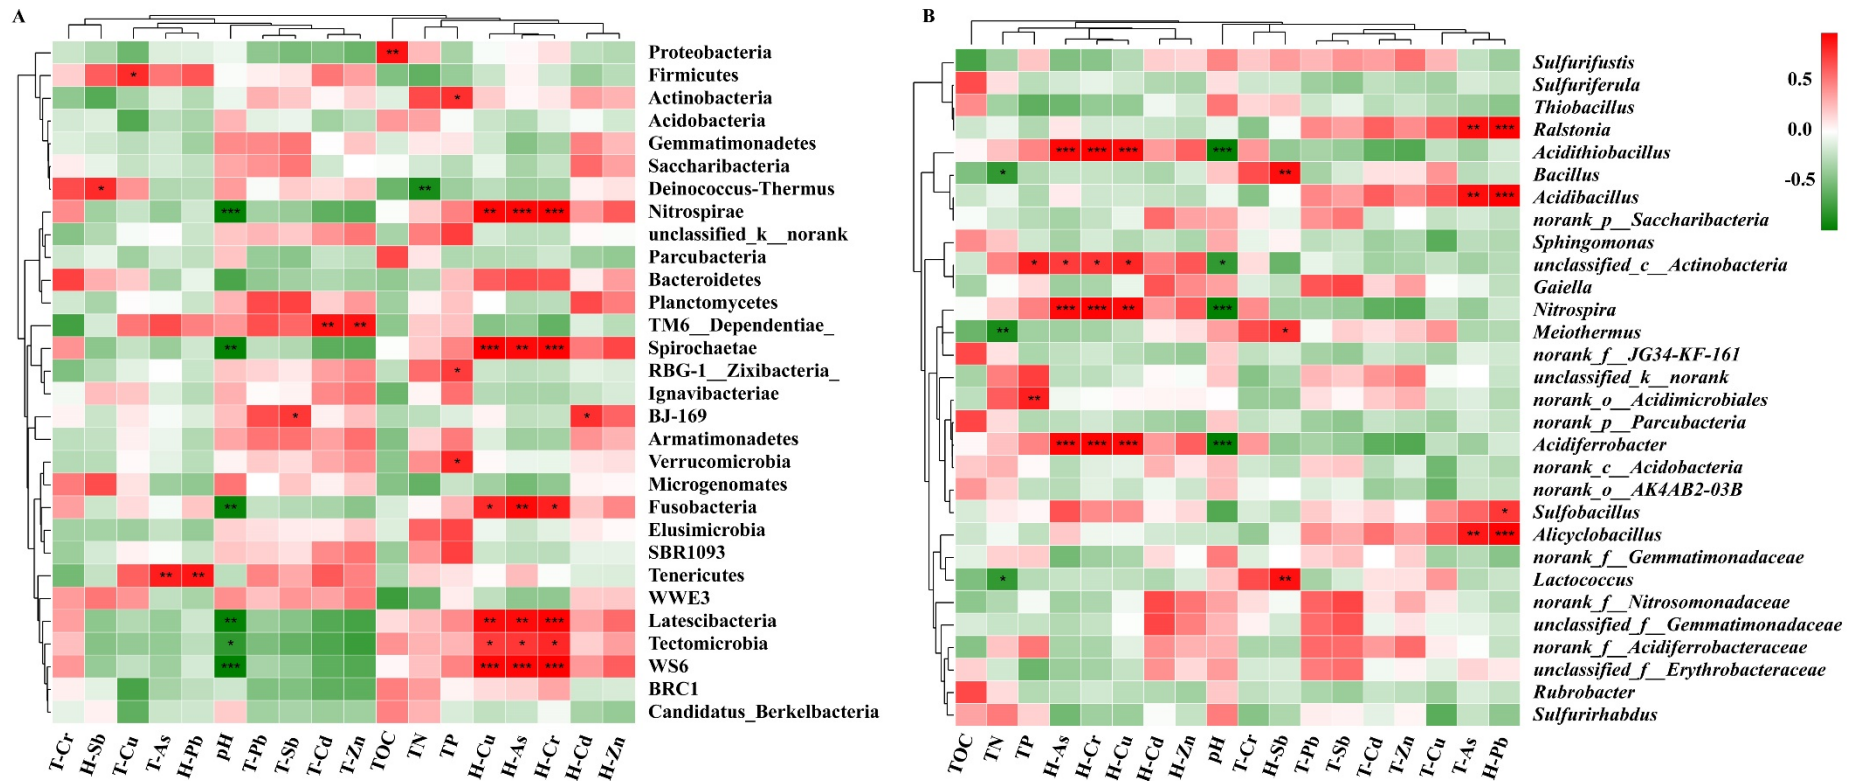 A
Proteobacteria
Firmicutes
Actinobacteria
Acidobacteria
Gemmatimonadetes
Saccharibacteria
Deinococcus-Thermus
Nitrospirae
unclassified_k__norank
Parcubacteria
Bacteroidetes
Planctomycetes
TM6__Dependentiae_
Spirochaetae
RBG-1__Zixibacteria_
Ignavibacteriae
BJ-169
Armatimonadetes
Verrucomicrobia
Microgenomates
Fusobacteria
Elusimicrobia
SBR1093
Tenericutes
WWE3
Latescibacteria
Tectomicrobia
WS6
BRC1
Candidatus_Berkelbacteria
T-Cr H-Sb T-Cu T-As H-Pb pH T-Pb T-Sb T-Cd T-Zn TOC TN TP H-Cu H-As H-Cr H-Cd H-Zn
B
Sulfurifustis
Sulfuriferula
Thiobacillus
Ralstonia
Acidithiobacillus
Bacillus
Acidibacillus
norank_p__Saccharibacteria
Sphingomonas
unclassified_c__Actinobacteria
Gaiella
Nitrospira
Meiothermus
norank_f__JG34-KF-161
unclassified_k__norank
norank_o__Acidimicrobiales
norank_p__Parcubacteria
Acidiferrobacter
norank_c__Acidobacteria
norank_o__AK4AB2-03B
Sulfobacillus
Alicyclobacillus
norank_f__Gemmatimonadaceae
Lactococcus
norank_f__Nitrosomonadaceae
unclassified_f__Gemmatimonadaceae
norank_f__Acidiferrobacteraceae
unclassified_f__Erythrobacteraceae
Rubrobacter
Sulfurirhabdus
TOC TN TP H-As H-Cr H-Cu H-Cd H-Zn pH T-Cr H-Sb T-Pb T-Sb T-Cd T-Zn T-Cu T-As H-Pb
0.5
0.0
-0.5